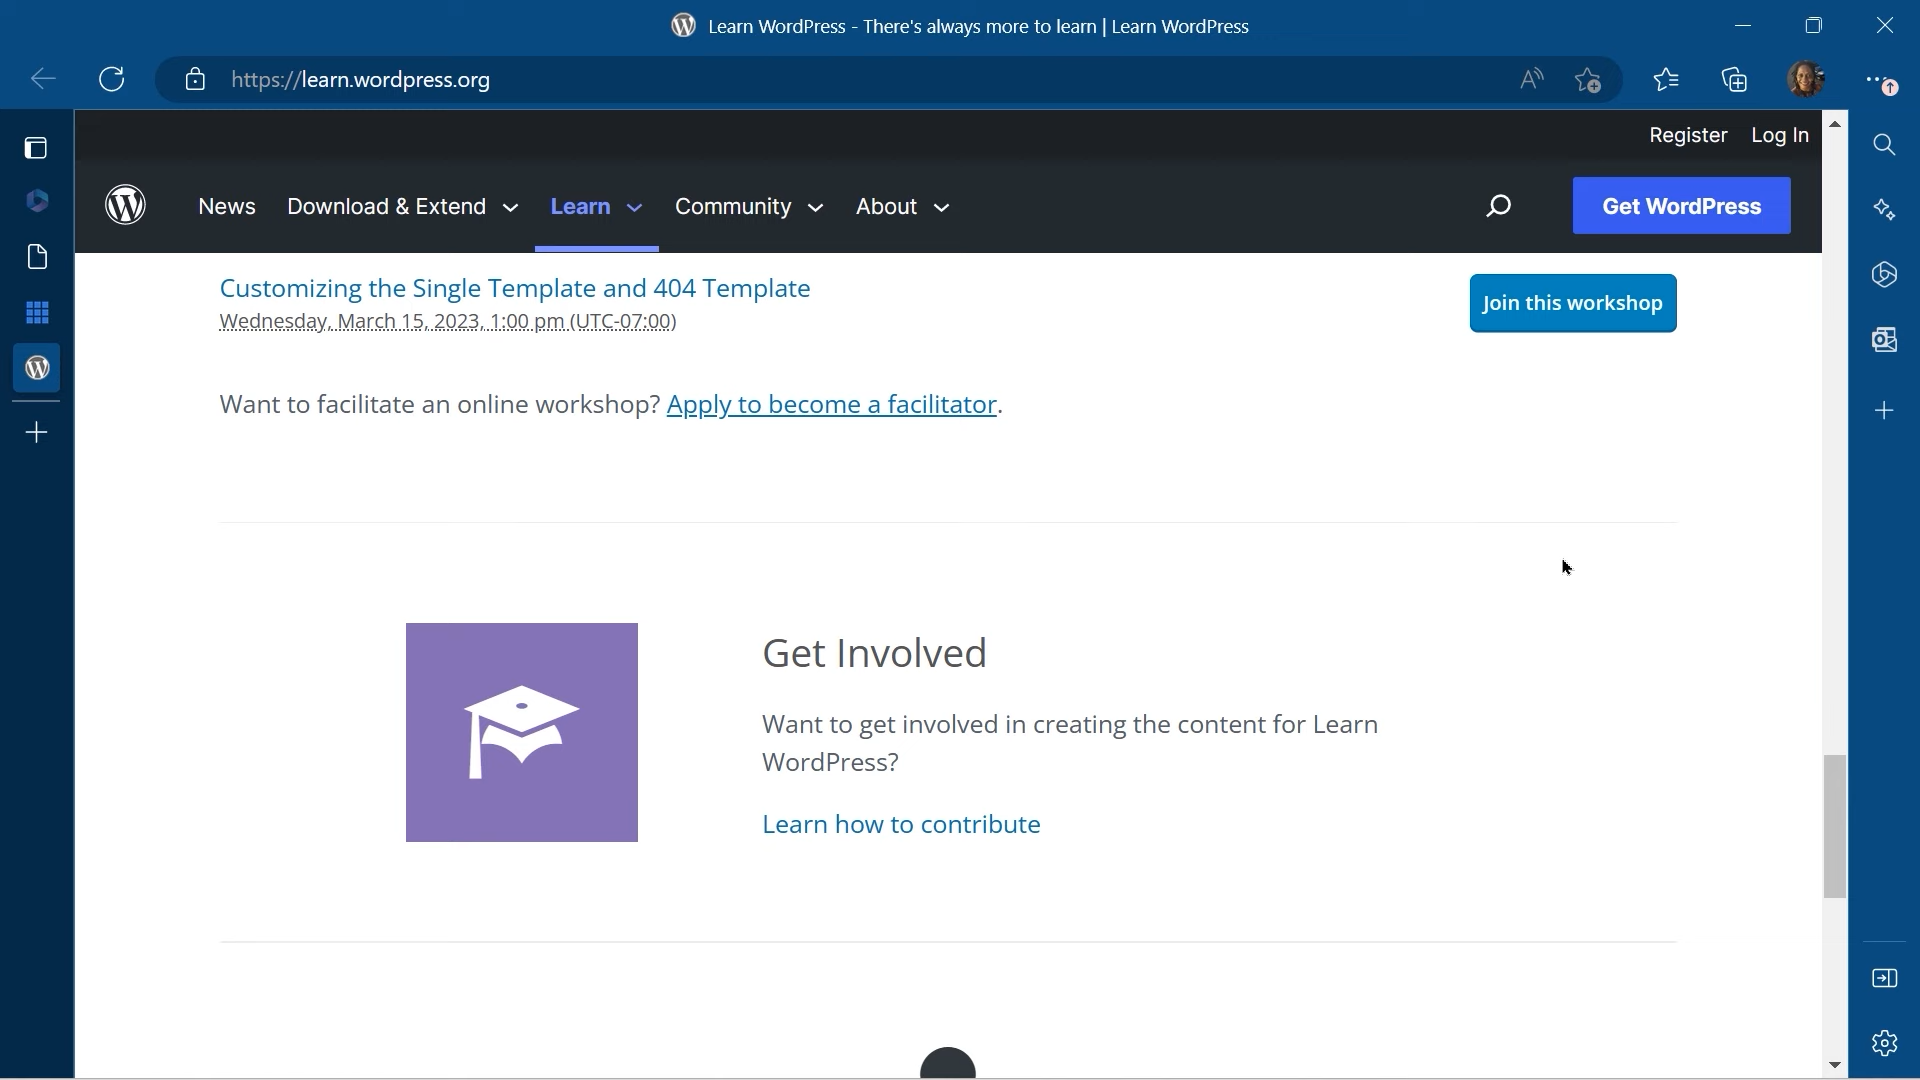 Learn WordPress - There's always more to learn | Learn WordPress
https://learn.wordpress.org
Register Log In
News Download & Extend Learn Community About Get WordPress
Customizing the Single Template and 404 Template
Wednesday, March 15, 2023, 1:00 pm (UTC-07:00)
Join this workshop
Want to facilitate an online workshop? Apply to become a facilitator.
Get Involved
Want to get involved in creating the content for Learn
WordPress?
Learn how to contribute